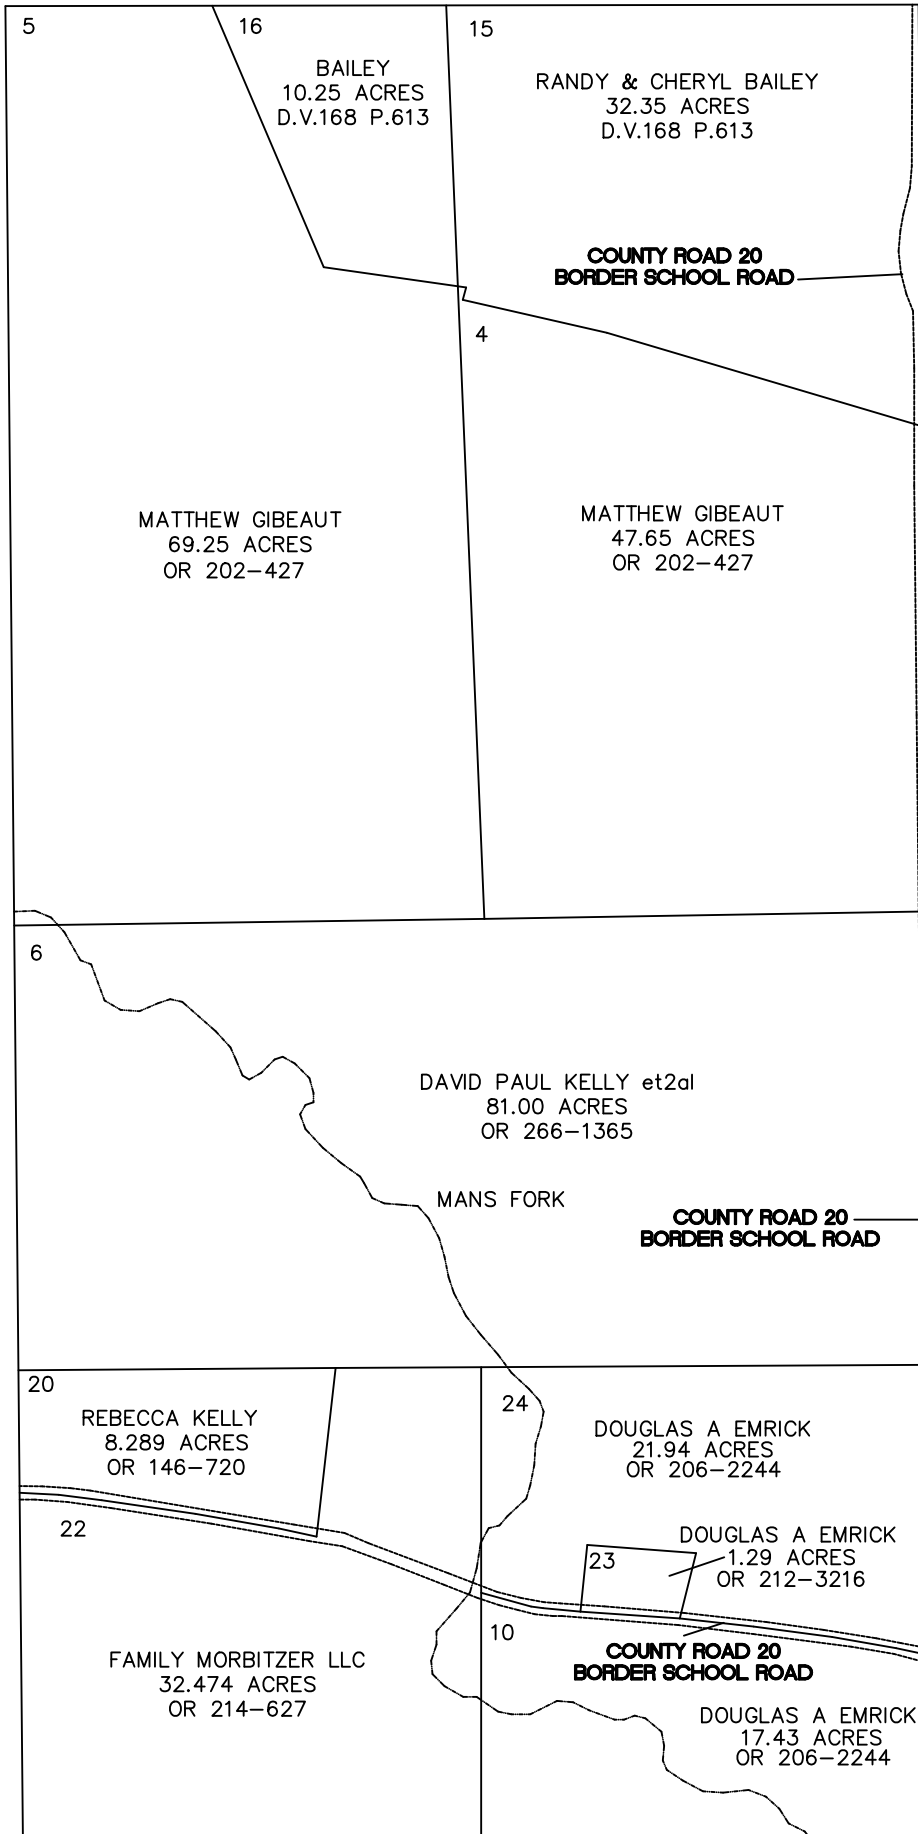 5
16
15
BAILEY
10.25 ACRES
D.V.168 P.613
RANDY & CHERYL BAILEY
32.35 ACRES
D.V.168 P.613
COUNTY ROAD 20
BORDER SCHOOL ROAD
4
MATTHEW GIBEAUT
69.25 ACRES
OR 202-427
MATTHEW GIBEAUT
47.65 ACRES
OR 202-427
6
DAVID PAUL KELLY et2al
81.00 ACRES
OR 266-1365
MANS FORK
COUNTY ROAD 20
BORDER SCHOOL ROAD
20
REBECCA KELLY
8.289 ACRES
OR 146-720
24
DOUGLAS A EMRICK
21.94 ACRES
OR 206-2244
22
23
DOUGLAS A EMRICK
1.29 ACRES
OR 212-3216
10
COUNTY ROAD 20
BORDER SCHOOL ROAD
FAMILY MORBITZER LLC
32.474 ACRES
OR 214-627
DOUGLAS A EMRICK
17.43 ACRES
OR 206-2244